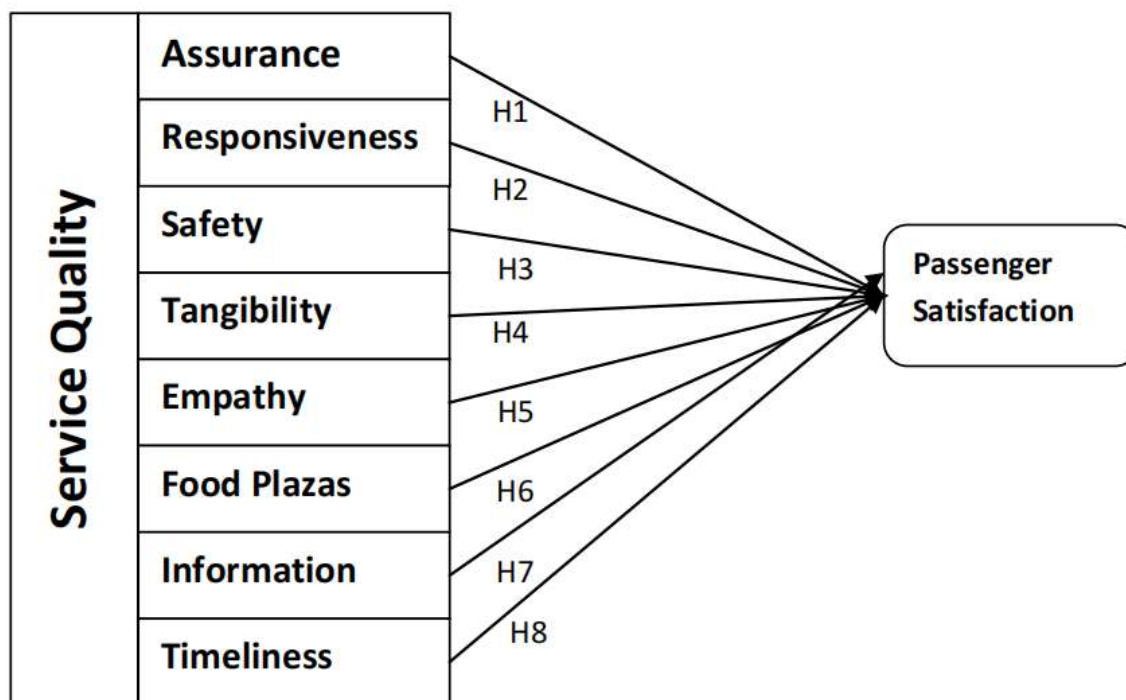 Service Quality
Assurance
Responsiveness
Safety
Tangibility
Empathy
Food Plazas
Information
Timeliness
H1
H2
H3
H4
H5
H6
H7
H8
Passenger
Satisfaction